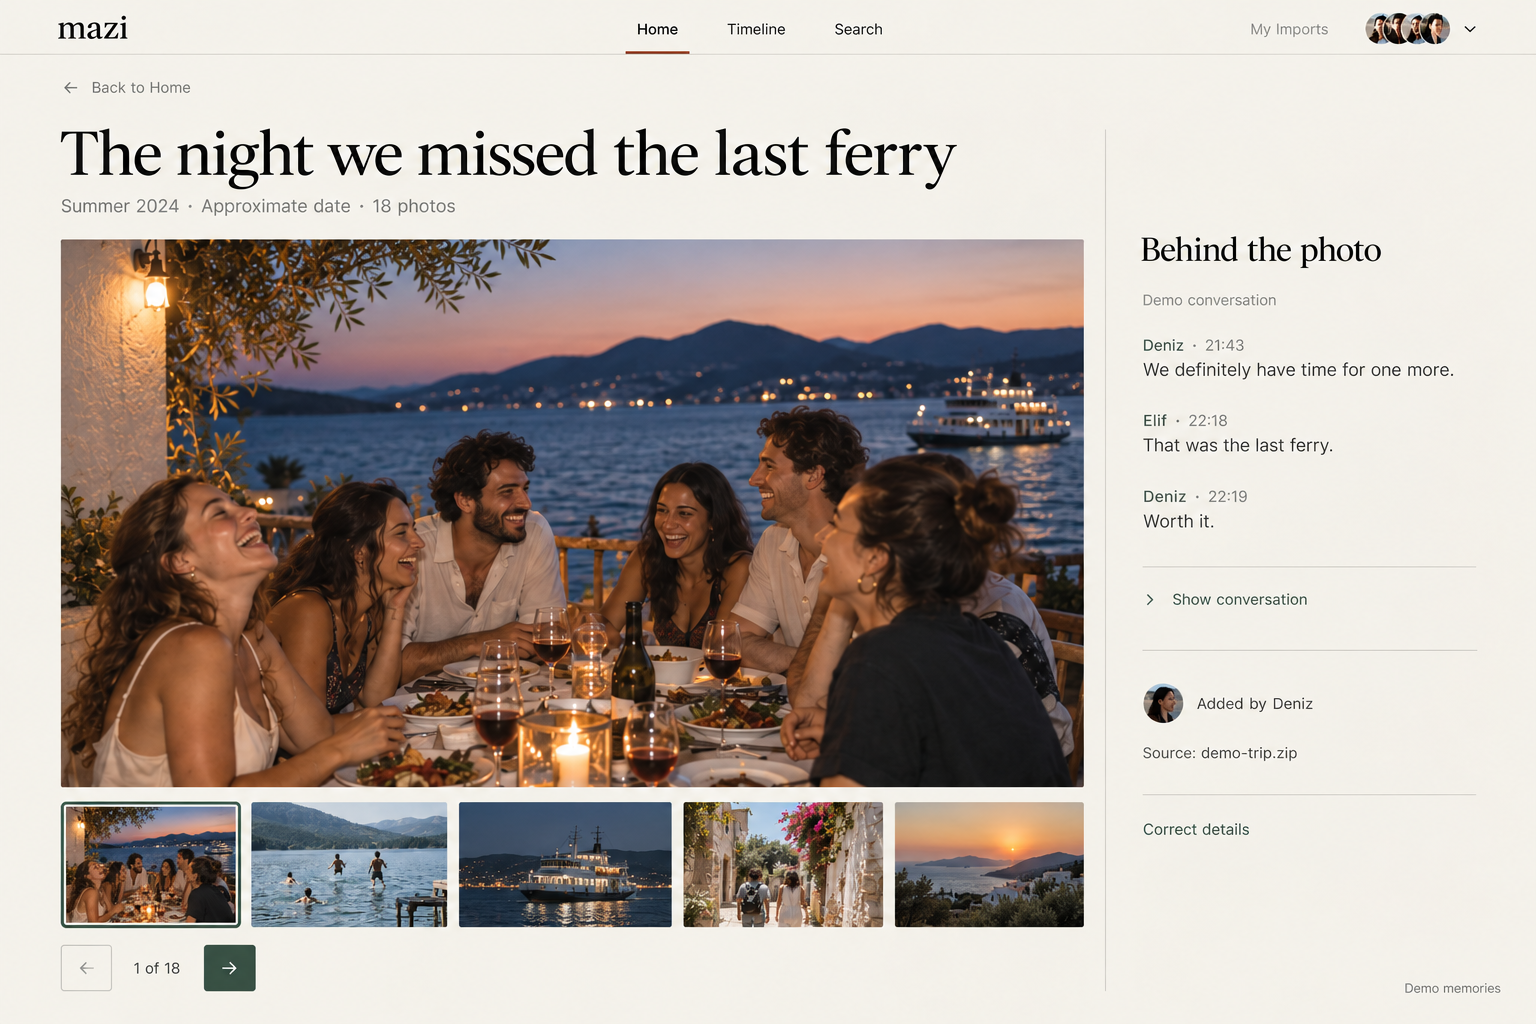 mazi
Home
Timeline
Search
My Imports
Back to Home
The night we missed the last ferry
Summer 2024 · Approximate date · 18 photos
Behind the photo
Demo conversation
Deniz · 21:43
We definitely have time for one more.
Elif · 22:18
That was the last ferry.
Deniz · 22:19
Worth it.
Show conversation
Added by Deniz
Source: demo-trip.zip
Correct details
1 of 18
Demo memories